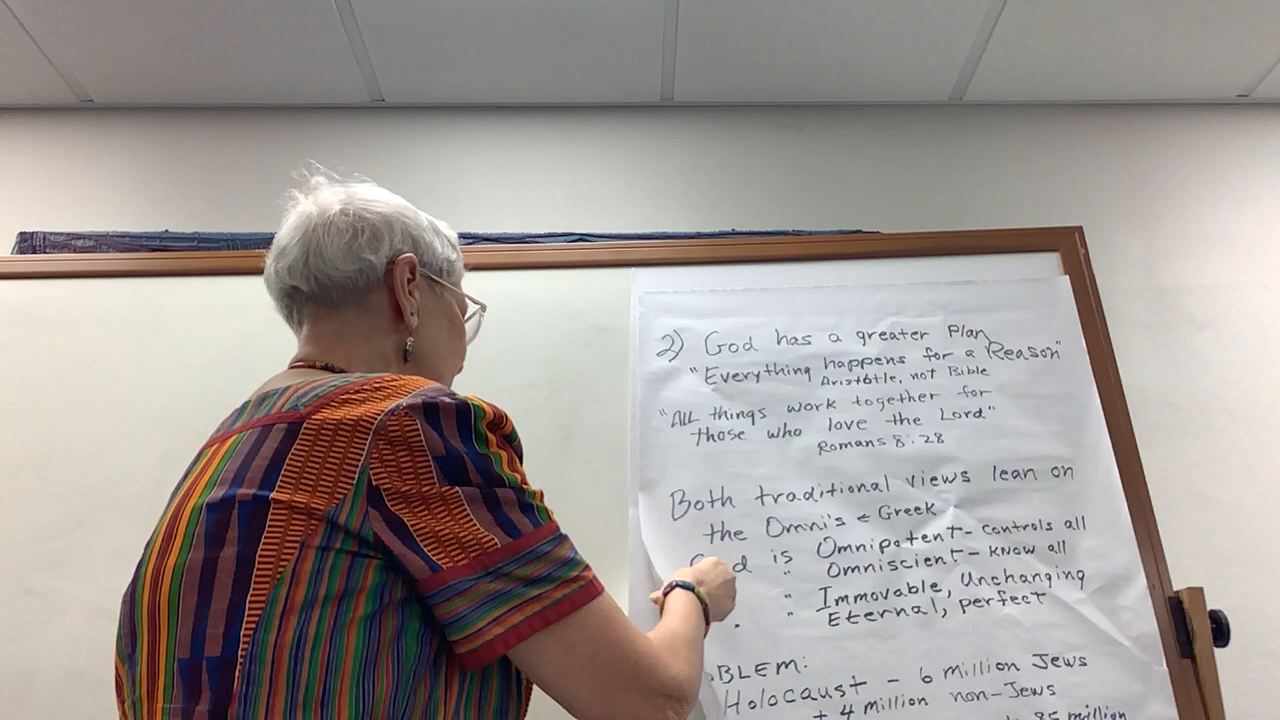 2) God has a greater Plan
"Everything happens for a Reason"
Aristotle, not Bible
"ALL things work together for
those who love the Lord"
Romans 8:28
Both traditional views lean on
the Omni's ← Greek
God is Omnipotent - controls all
" Omniscient - know all
" Immovable, Unchanging
" Eternal, perfect
OBLEM:
Holocaust - 6 million Jews
+ 4 million non-Jews
85 million